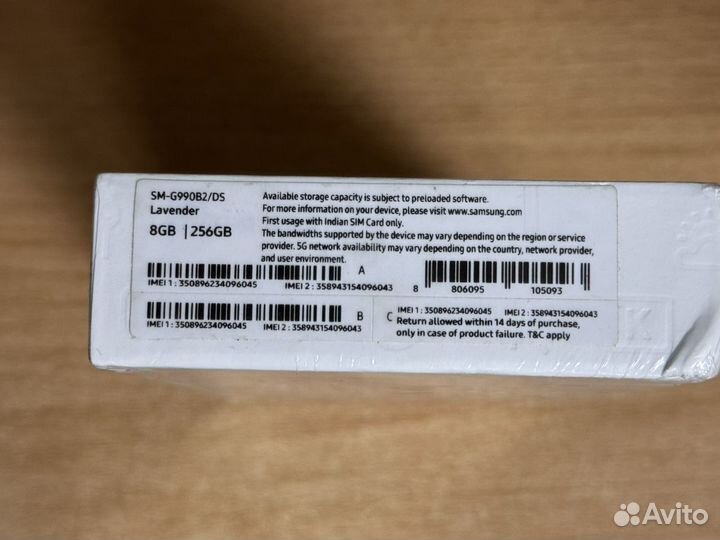 SM-G990B2/DS
Lavender
8GB | 256GB
Available storage capacity is subject to preloaded software.
For more information on your device, please visit www.samsung.com
First usage with Indian SIM Card only.
The bandwidths supported by the device may vary depending on the region or service
provider. 5G network availability may vary depending on the country, network provider,
and user environment.
A
IMEI 1 : 350896234096045 IMEI 2 : 358943154096043
8 806095 105093
B
IMEI 1 : 350896234096045 IMEI 2 : 358943154096043
C IMEI 1 : 350896234096045 IMEI 2 : 358943154096043
Return allowed within 14 days of purchase,
only in case of product failure. T&C apply
K
Avito